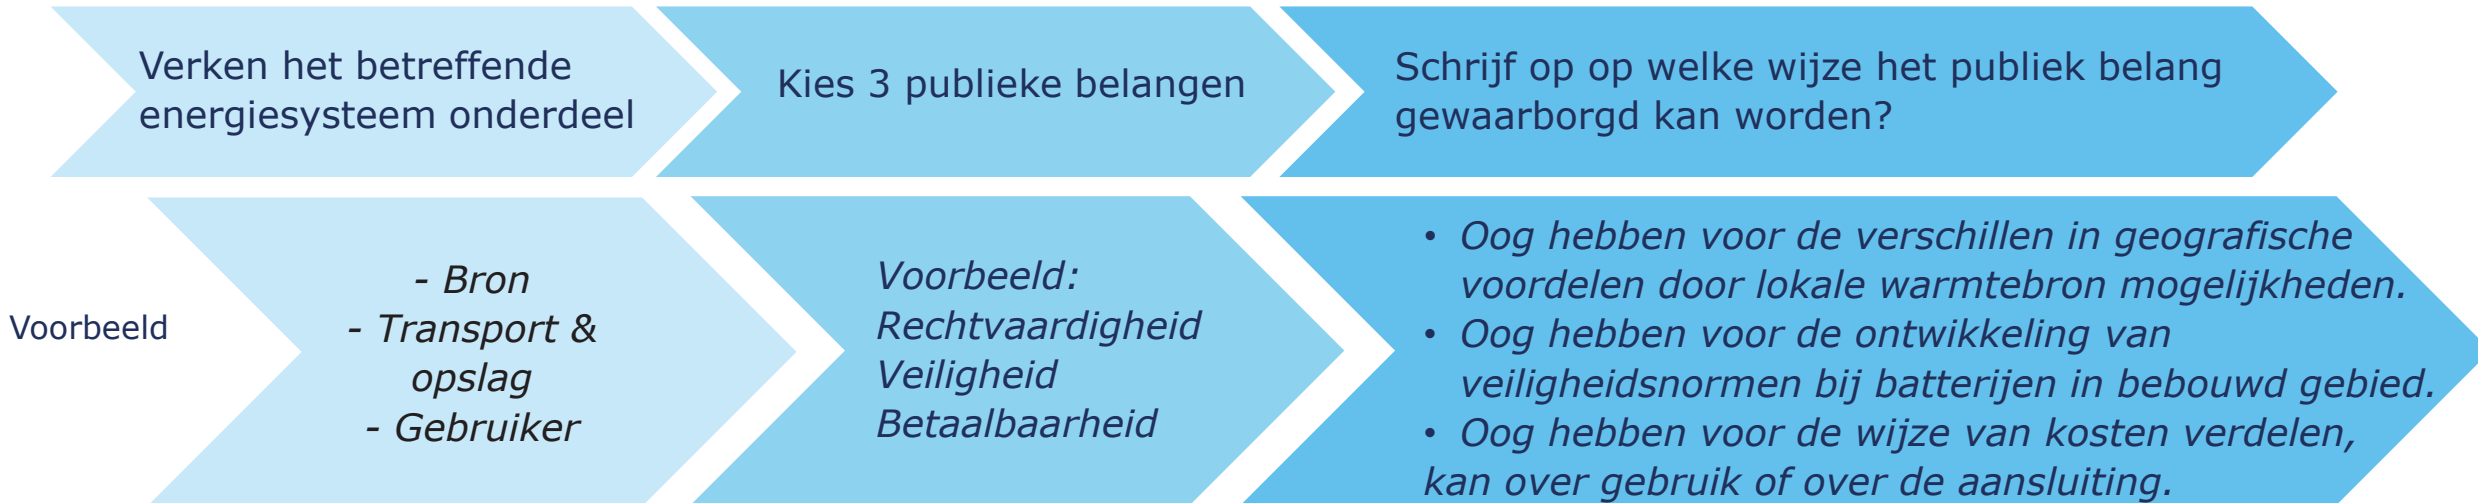 Verken het betreffende
energiesysteem onderdeel
Kies 3 publieke belangen
Schrijf op op welke wijze het publiek belang
gewaarborgd kan worden?
Voorbeeld
- Bron
- Transport &
opslag
- Gebruiker
Voorbeeld:
Rechtvaardigheid
Veiligheid
Betaalbaarheid
• Oog hebben voor de verschillen in geografische
voordelen door lokale warmtebron mogelijkheden.
• Oog hebben voor de ontwikkeling van
veiligheidsnormen bij batterijen in bebouwd gebied.
• Oog hebben voor de wijze van kosten verdelen,
kan over gebruik of over de aansluiting.